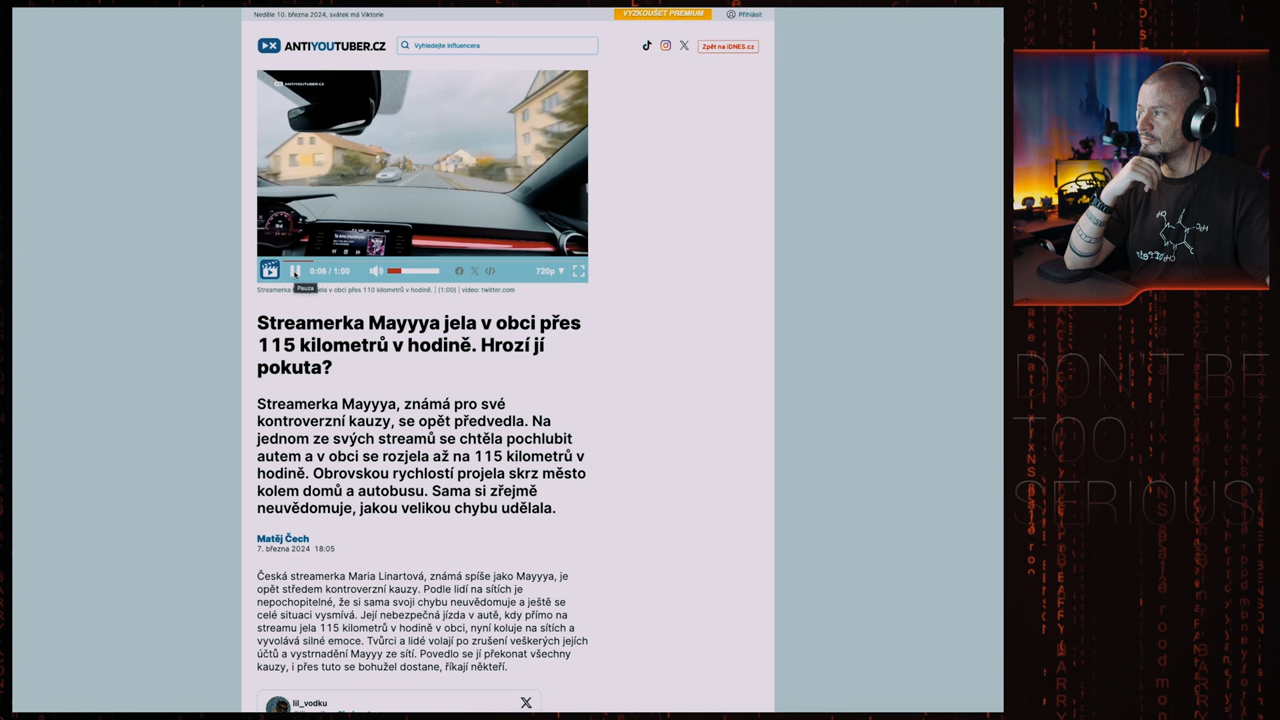 Neděle 10. března 2024, svátek má Viktorie
VYZKOUŠET PREMIUM
Přihlásit
ANTIYOUTUBER.CZ
Vyhledejte influencera
Zpět na iDNES.cz
ANTIYOUTUBER.CZ
0:06 / 1:00
720p
Pauza
Streamerka jela v obci přes 110 kilometrů v hodině. | (1:00) | video: twitter.com
Streamerka Mayyya jela v obci přes
115 kilometrů v hodině. Hrozí jí
pokuta?
Streamerka Mayyya, známá pro své
kontroverzní kauzy, se opět předvedla. Na
jednom ze svých streamů se chtěla pochlubit
autem a v obci se rozjela až na 115 kilometrů v
hodině. Obrovskou rychlostí projela skrz město
kolem domů a autobusu. Sama si zřejmě
neuvědomuje, jakou velikou chybu udělala.
Matěj Čech
7. března 2024 18:05
Česká streamerka Maria Linartová, známá spíše jako Mayyya, je
opět středem kontroverzní kauzy. Podle lidí na sítích je
nepochopitelné, že si sama svoji chybu neuvědomuje a ještě se
celé situaci vysmívá. Její nebezpečná jízda v autě, kdy přímo na
streamu jela 115 kilometrů v hodině v obci, nyní koluje na sítích a
vyvolává silné emoce. Tvůrci a lidé volají po zrušení veškerých jejích
účtů a vystrnadění Mayyy ze sítí. Povedlo se jí překonat všechny
kauzy, i přes tuto se bohužel dostane, říkají někteří.
lil_vodku
DON'T BE
TOO
SERIOUS